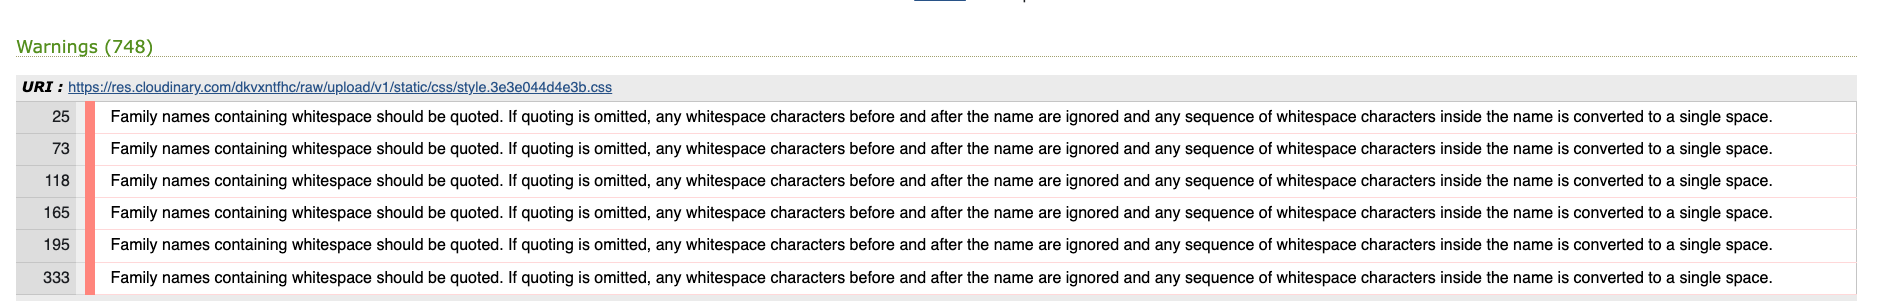 Warnings (748)
URI : https://res.cloudinary.com/dkvxntfhc/raw/upload/v1/static/css/style.3e3e044d4e3b.css
25 Family names containing whitespace should be quoted. If quoting is omitted, any whitespace characters before and after the name are ignored and any sequence of whitespace characters inside the name is converted to a single space.
73 Family names containing whitespace should be quoted. If quoting is omitted, any whitespace characters before and after the name are ignored and any sequence of whitespace characters inside the name is converted to a single space.
118 Family names containing whitespace should be quoted. If quoting is omitted, any whitespace characters before and after the name are ignored and any sequence of whitespace characters inside the name is converted to a single space.
165 Family names containing whitespace should be quoted. If quoting is omitted, any whitespace characters before and after the name are ignored and any sequence of whitespace characters inside the name is converted to a single space.
195 Family names containing whitespace should be quoted. If quoting is omitted, any whitespace characters before and after the name are ignored and any sequence of whitespace characters inside the name is converted to a single space.
333 Family names containing whitespace should be quoted. If quoting is omitted, any whitespace characters before and after the name are ignored and any sequence of whitespace characters inside the name is converted to a single space.